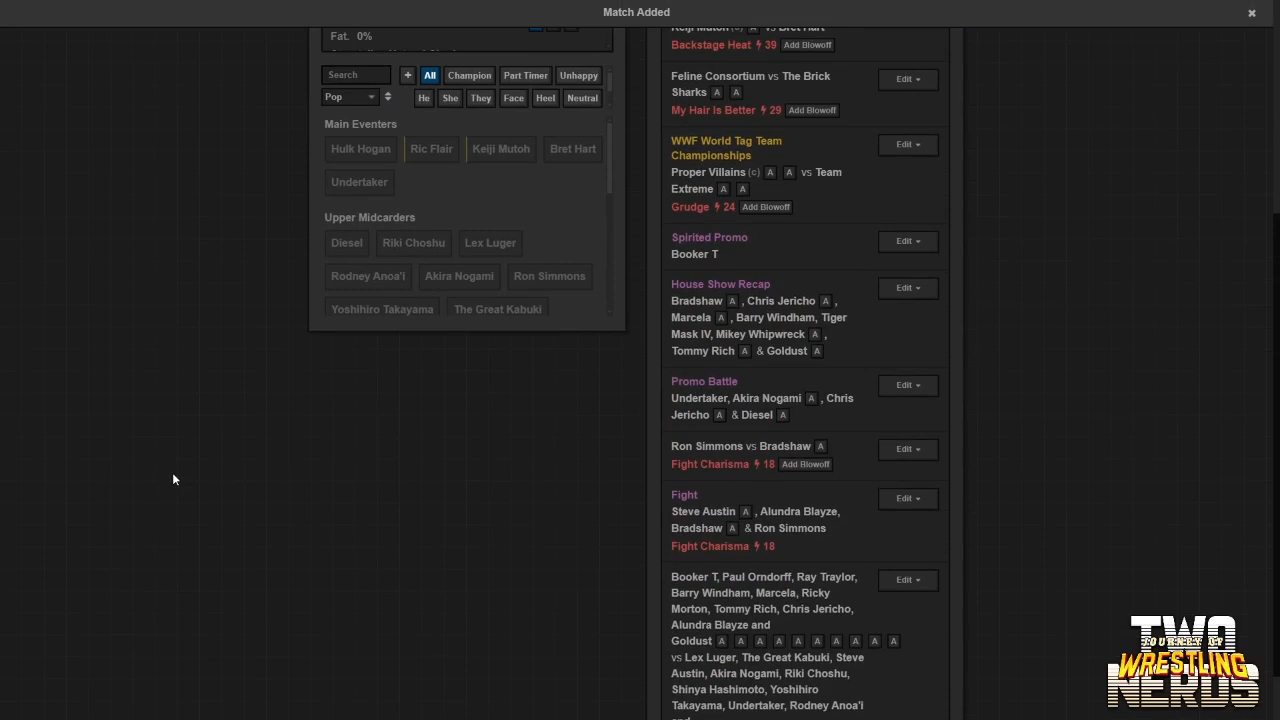 Match Added
Fat. 0%
Search + All Champion Part Timer Unhappy
Pop He She They Face Heel Neutral
Main Eventers
Hulk Hogan Ric Flair Keiji Mutoh Bret Hart
Undertaker
Upper Midcarders
Diesel Riki Choshu Lex Luger
Rodney Anoa'i Akira Nogami Ron Simmons
Yoshihiro Takayama The Great Kabuki
Keiji Mutoh (c) A vs Bret Hart
Backstage Heat 39 Add Blowoff
Feline Consortium vs The Brick
Sharks A A
Edit
My Hair Is Better 29 Add Blowoff
WWF World Tag Team
Championships
Edit
Proper Villains (c) A A vs Team
Extreme A A
Grudge 24 Add Blowoff
Spirited Promo
Edit
Booker T
House Show Recap
Edit
Bradshaw A , Chris Jericho A ,
Marcela A , Barry Windham, Tiger
Mask IV, Mikey Whipwreck A ,
Tommy Rich A & Goldust A
Promo Battle
Edit
Undertaker, Akira Nogami A , Chris
Jericho A & Diesel A
Ron Simmons vs Bradshaw A
Edit
Fight Charisma 18 Add Blowoff
Fight
Edit
Steve Austin A , Alundra Blayze,
Bradshaw A & Ron Simmons
Fight Charisma 18
Booker T, Paul Orndorff, Ray Traylor,
Edit
Barry Windham, Marcela, Ricky
Morton, Tommy Rich, Chris Jericho,
Alundra Blayze and
Goldust A A A A A A A A A A
vs Lex Luger, The Great Kabuki, Steve
Austin, Akira Nogami, Riki Choshu,
Shinya Hashimoto, Yoshihiro
Takayama, Undertaker, Rodney Anoa'i
and
TWO
JOURNEY OF
WRESTLING
NERDS